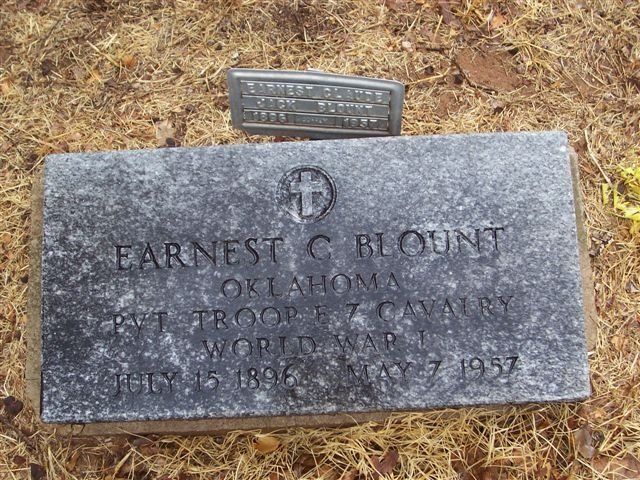 EARNEST CLAUDE
JACK BLOUNT
1895 1957
EARNEST C BLOUNT
OKLAHOMA
PVT TROOP E 7 CAVALRY
WORLD WAR I
JULY 15 1896 MAY 7 1957